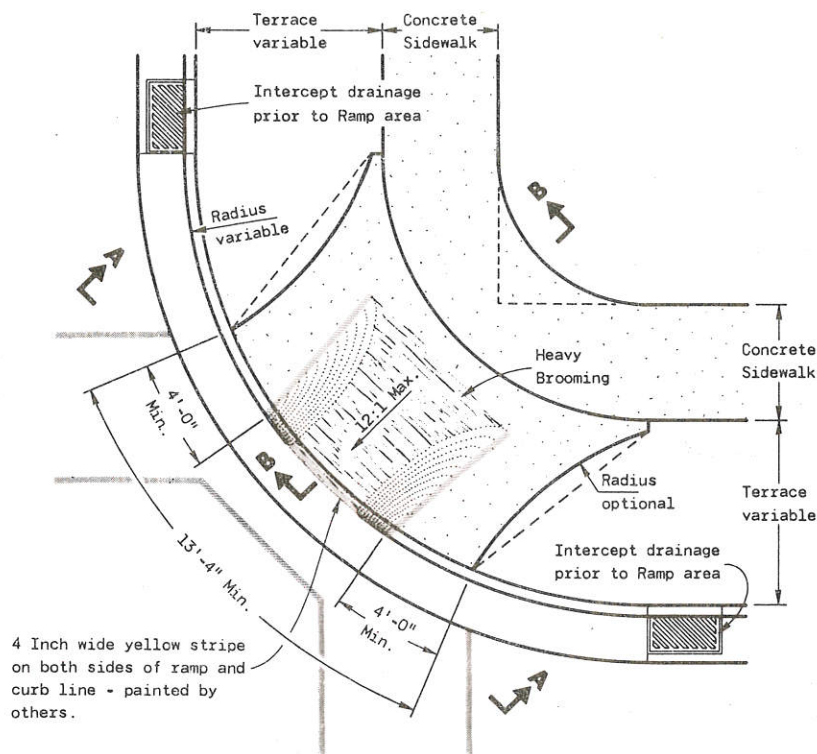 Terrace
variable
Concrete
Sidewalk
Intercept drainage
prior to Ramp area
B
Radius
variable
A
Concrete
Sidewalk
Heavy
Brooming
12:1 Max.
4'-0"
Min.
B
Radius
optional
Terrace
variable
13'-4" Min.
Intercept drainage
prior to Ramp area
4'-0"
Min.
4 Inch wide yellow stripe
on both sides of ramp and
curb line - painted by
others.
A